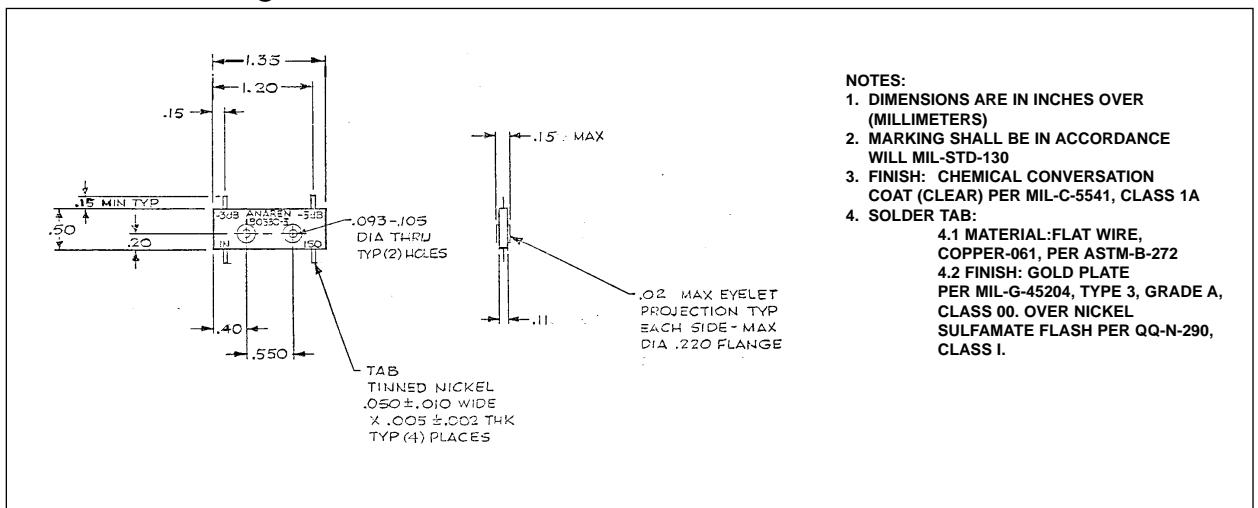 1.35
1.20
.15
.15 MAX
.15 MIN TYP
.50
.20
-3dB ANAREN -3dB
IN ISO
.093-.105
DIA THRU
TYP(2) HOLES
.40
.550
.11
.02 MAX EYELET
PROJECTION TYP
EACH SIDE-MAX
DIA .220 FLANGE
TAB
TINNED NICKEL
.050±.010 WIDE
X .005±.002 THK
TYP(4) PLACES
NOTES:
1. DIMENSIONS ARE IN INCHES OVER
(MILLIMETERS)
2. MARKING SHALL BE IN ACCORDANCE
WILL MIL-STD-130
3. FINISH: CHEMICAL CONVERSATION
COAT (CLEAR) PER MIL-C-5541, CLASS 1A
4. SOLDER TAB:
4.1 MATERIAL:FLAT WIRE,
COPPER-061, PER ASTM-B-272
4.2 FINISH: GOLD PLATE
PER MIL-G-45204, TYPE 3, GRADE A,
CLASS 00. OVER NICKEL
SULFAMATE FLASH PER QQ-N-290,
CLASS I.